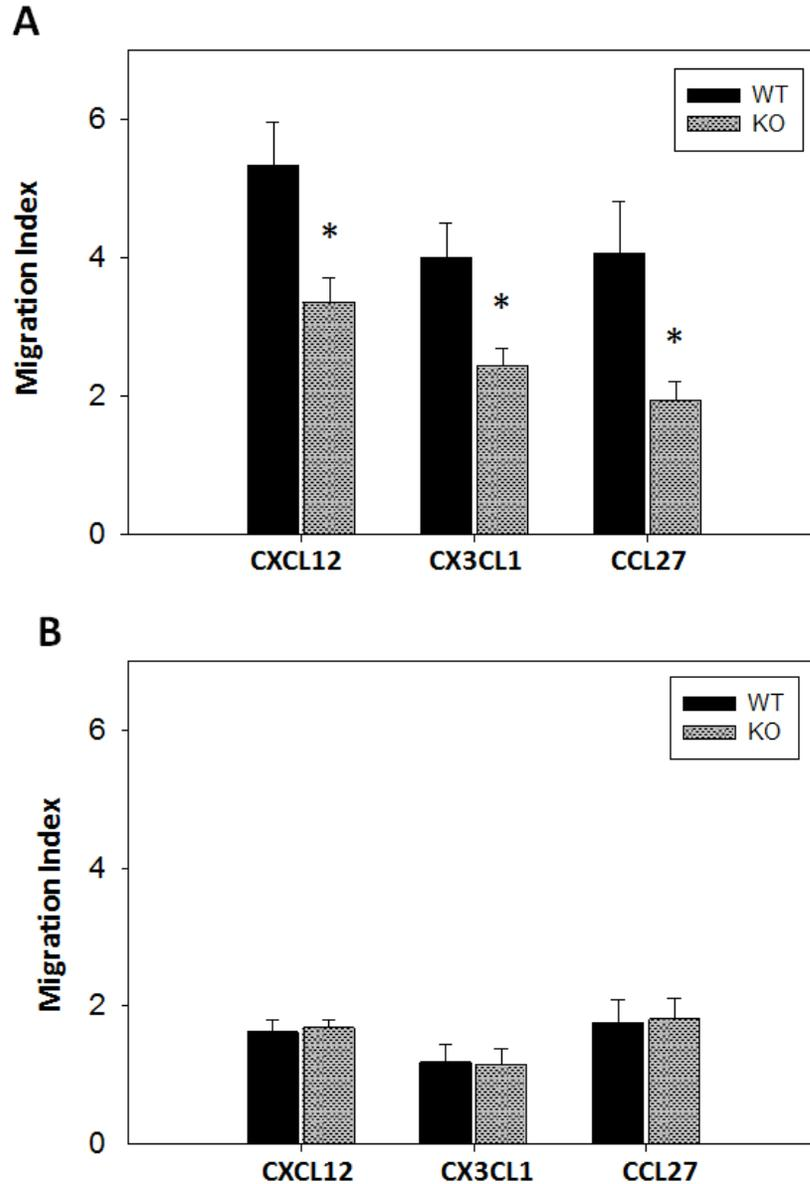 A
Migration Index
6
4
2
0
WT
KO
*
*
*
CXCL12 CX3CL1 CCL27
B
Migration Index
6
4
2
0
WT
KO
CXCL12 CX3CL1 CCL27